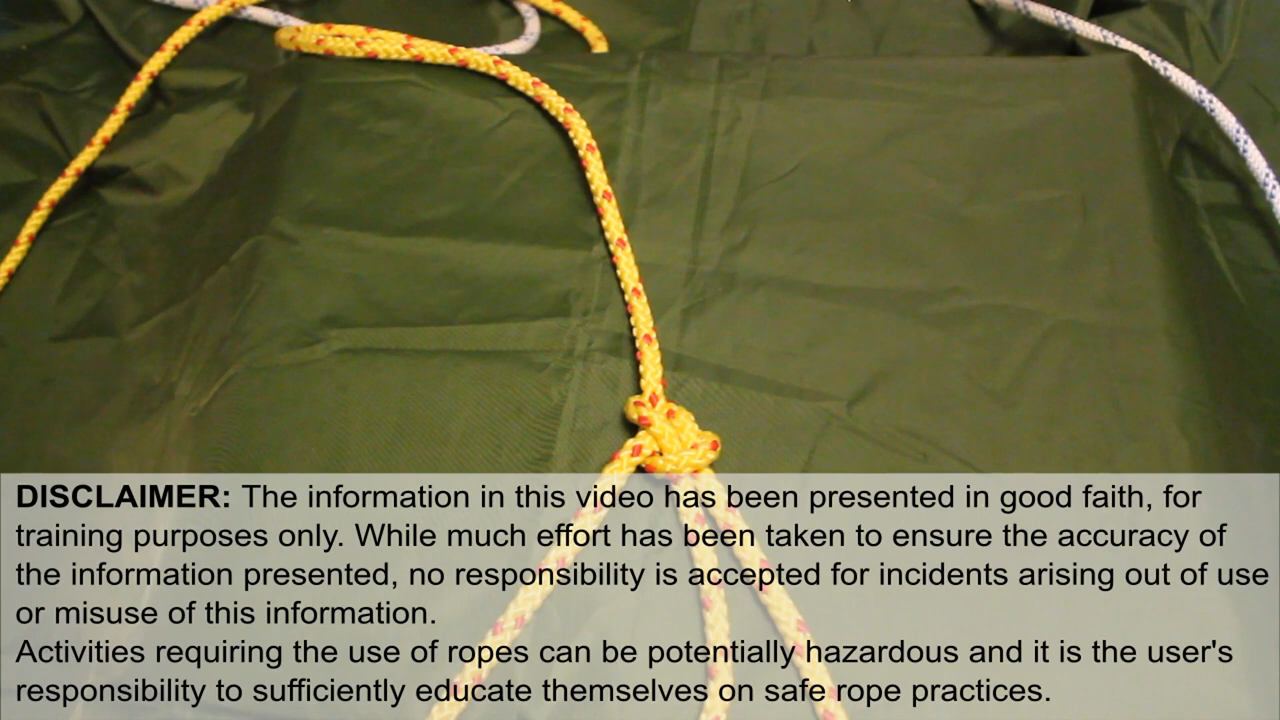 DISCLAIMER: The information in this video has been presented in good faith, for
training purposes only. While much effort has been taken to ensure the accuracy of
the information presented, no responsibility is accepted for incidents arising out of use
or misuse of this information.
Activities requiring the use of ropes can be potentially hazardous and it is the user's
responsibility to sufficiently educate themselves on safe rope practices.